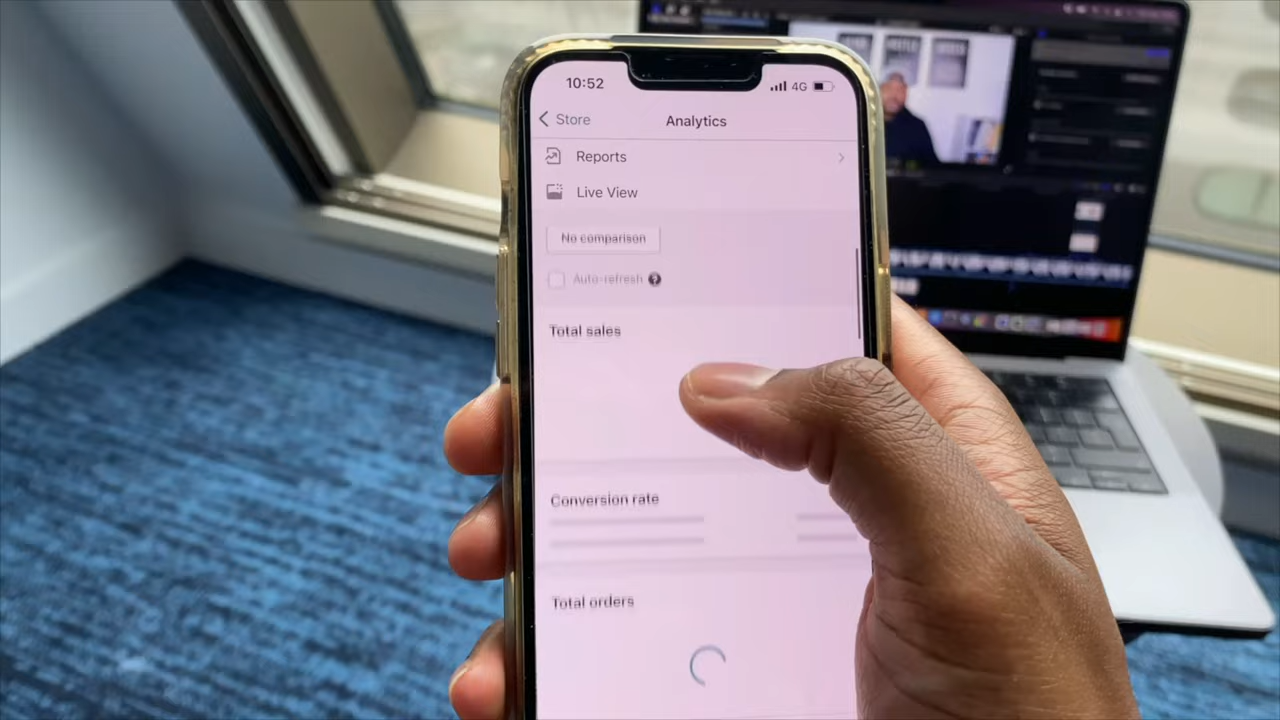 10:52
4G
Store
Analytics
Reports
Live View
No comparison
Auto-refresh ?
Total sales
Conversion rate
Total orders